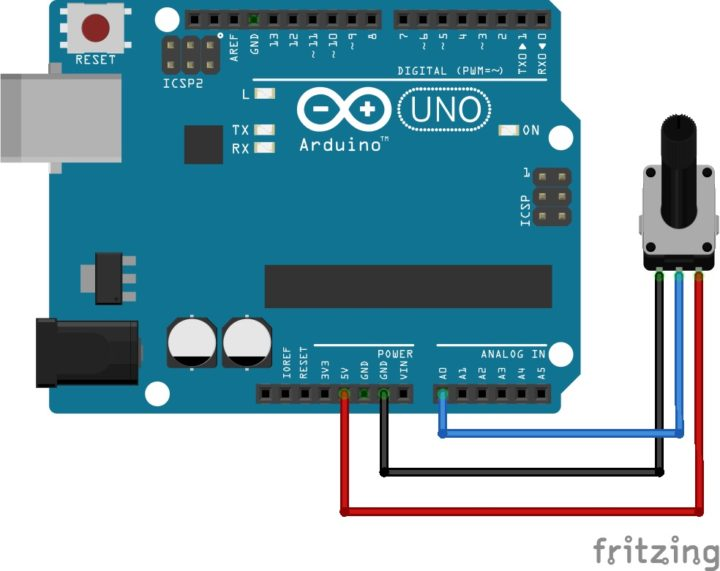 RESET
ICSP2
AREF
GND
13
12
~11
~10
~9
8
7
~6
~5
4
~3
2
TX0▶1
RX0◀0
DIGITAL (PWM=~)
L
TX
RX
UNO
Arduino™
ON
1
ICSP
POWER
ANALOG IN
IOREF
RESET
3V3
5V
GND
GND
VIN
A0
A1
A2
A3
A4
A5
fritzing